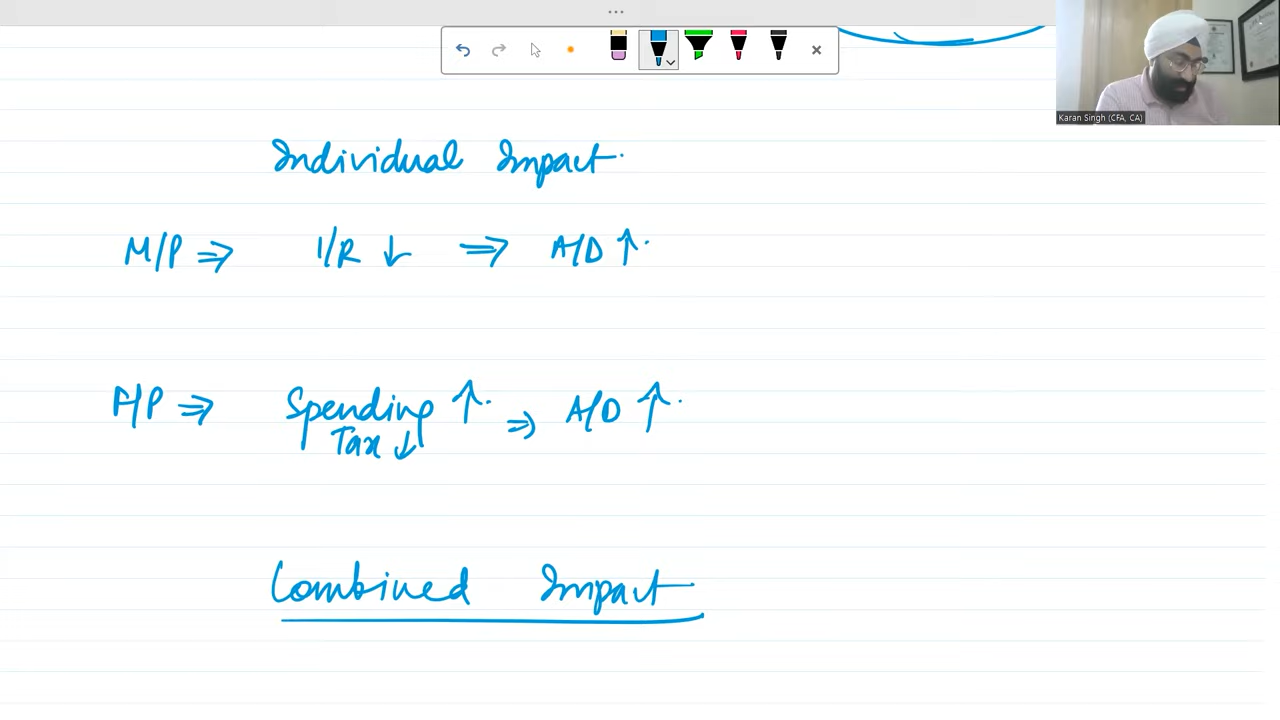 Karan Singh (CFA, CA)
Individual Impact.
M/P ⇒ I/R ↓ ⇒ A/D ↑.
F/P ⇒ Spending ↑. ⇒ A/D ↑.
Tax ↓
Combined Impact